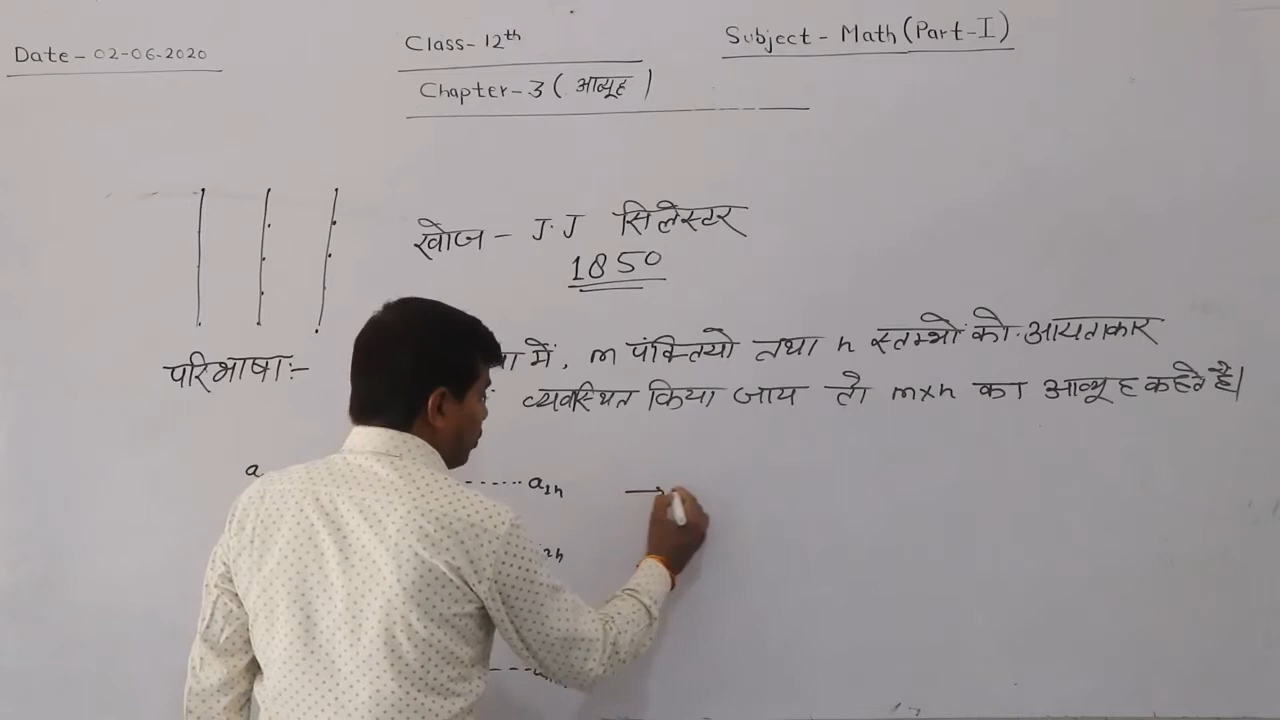 Date - 02-06-2020
Class- 12th
Subject - Math (Part-I)
Chapter-3 ( आव्यूह )
खोज - J.J सिलेस्टर
1850
परिभाषा:- में, m पंक्तियो तथा n स्तम्भों को आयताकार
व्यवस्थित किया जाय तो m×n का आव्यूह कहते है।
a ------ a1n
2n